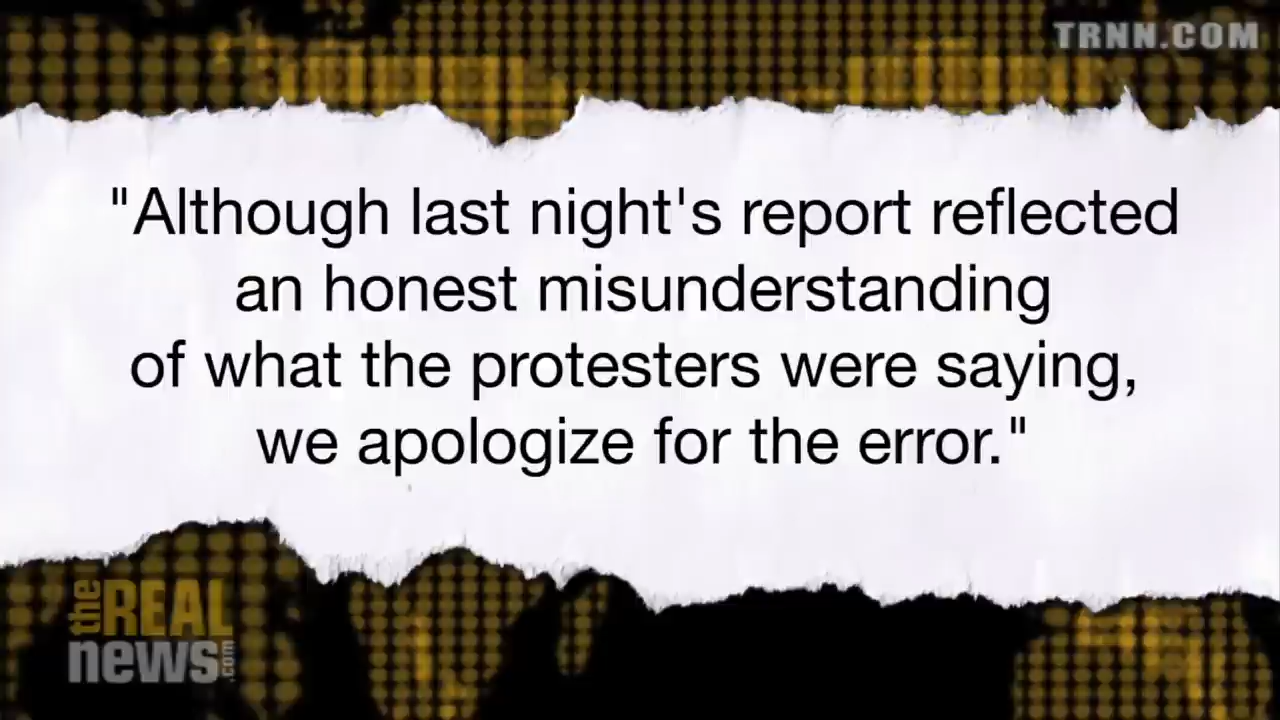 TRNN.COM
"Although last night's report reflected
an honest misunderstanding
of what the protesters were saying,
we apologize for the error."
the REAL
news.com